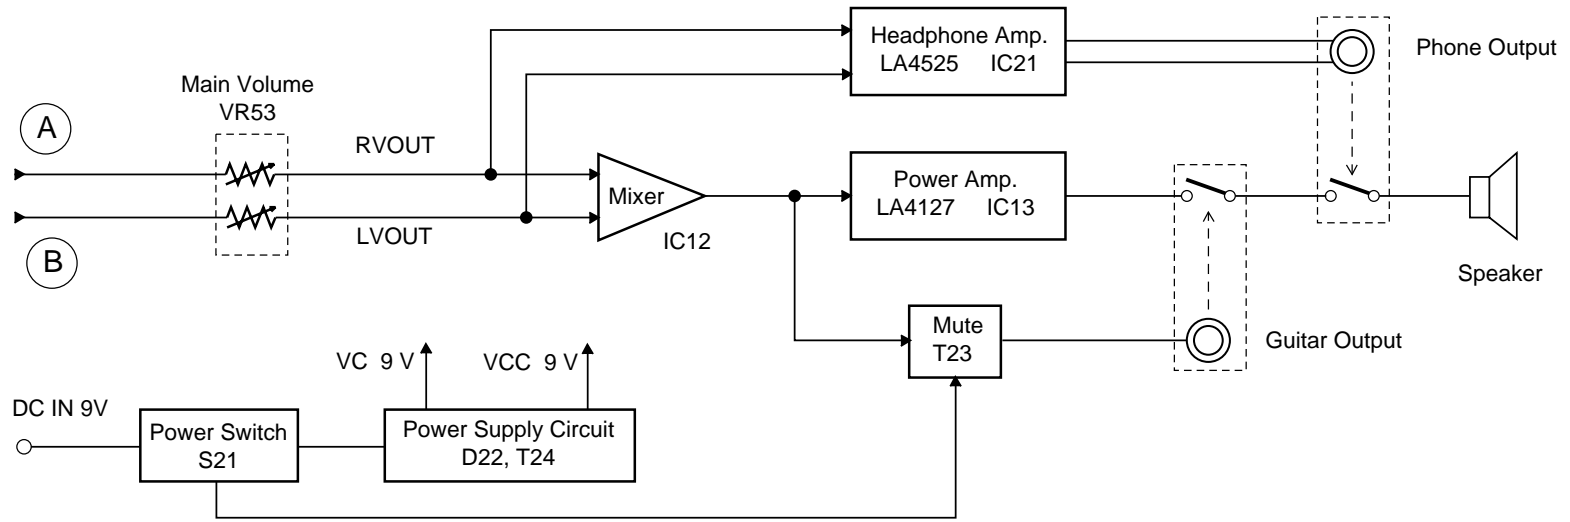 Headphone Amp.
LA4525 IC21
Phone Output
Main Volume
VR53
A
RVOUT
Mixer
IC12
Power Amp.
LA4127 IC13
LVOUT
B
Speaker
Mute
T23
Guitar Output
VC 9 V
VCC 9 V
DC IN 9V
Power Switch
S21
Power Supply Circuit
D22, T24